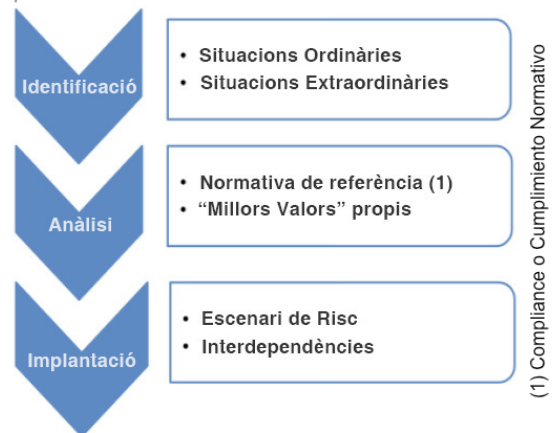 Identificació
• Situacions Ordinàries
• Situacions Extraordinàries
Anàlisi
• Normativa de referència (1)
• “Millors Valors” propis
Implantació
• Escenari de Risc
• Interdependències
(1) Compliance o Cumplimiento Normativo